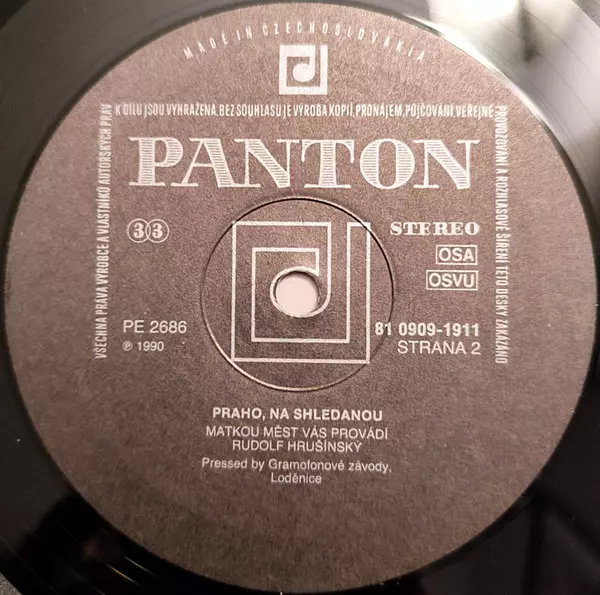 MADE IN CZECHOSLOVAKIA
VŠECHNA PRÁVA VÝROBCE A VLASTNÍKŮ AUTORSKÝCH PRÁV
K DÍLU JSOU VYHRAŽENA. BEZ SOUHLASU JE VÝROBA KOPIÍ, PRONÁJEM, PŮJČOVÁNÍ, VEŘEJNÉ
PROVOZOVÁNÍ A ROZHLASOVÉ ŠÍŘENÍ TÉTO DESKY ZAKÁZÁNO
PANTON
33
STEREO
OSA
OSVU
PE 2686
81 0909-1911
℗ 1990
STRANA 2
PRAHO, NA SHLEDANOU
MATKOU MĚST VÁS PROVÁDÍ
RUDOLF HRUŠÍNSKÝ
Pressed by Gramofonové závody,
Loděnice